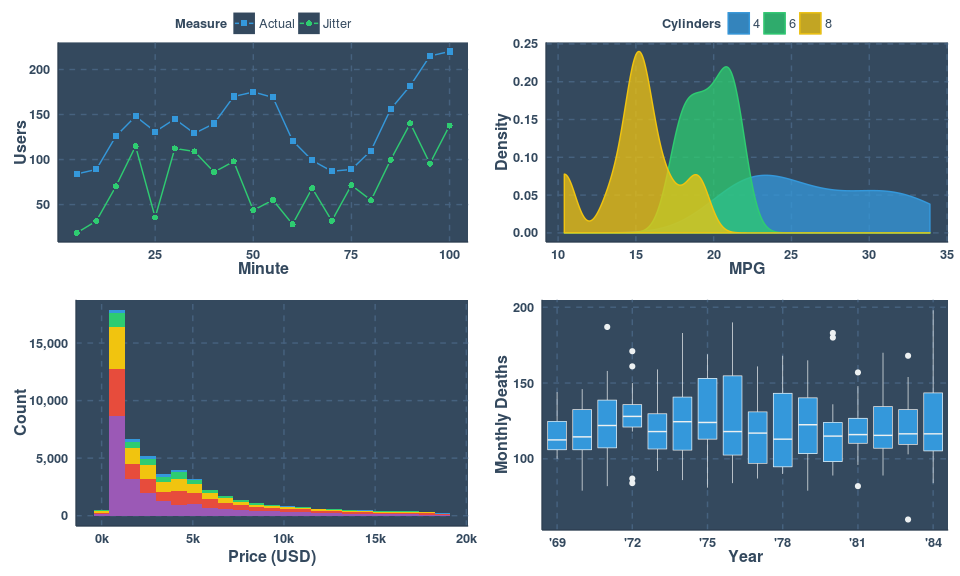 Measure Actual Jitter
200
150
100
50
Users
25 50 75 100
Minute
Cylinders 4 6 8
0.25
0.20
0.15
0.10
0.05
0.00
Density
10 15 20 25 30 35
MPG
15,000
10,000
5,000
0
Count
0k 5k 10k 15k 20k
Price (USD)
200
150
100
Monthly Deaths
'69 '72 '75 '78 '81 '84
Year